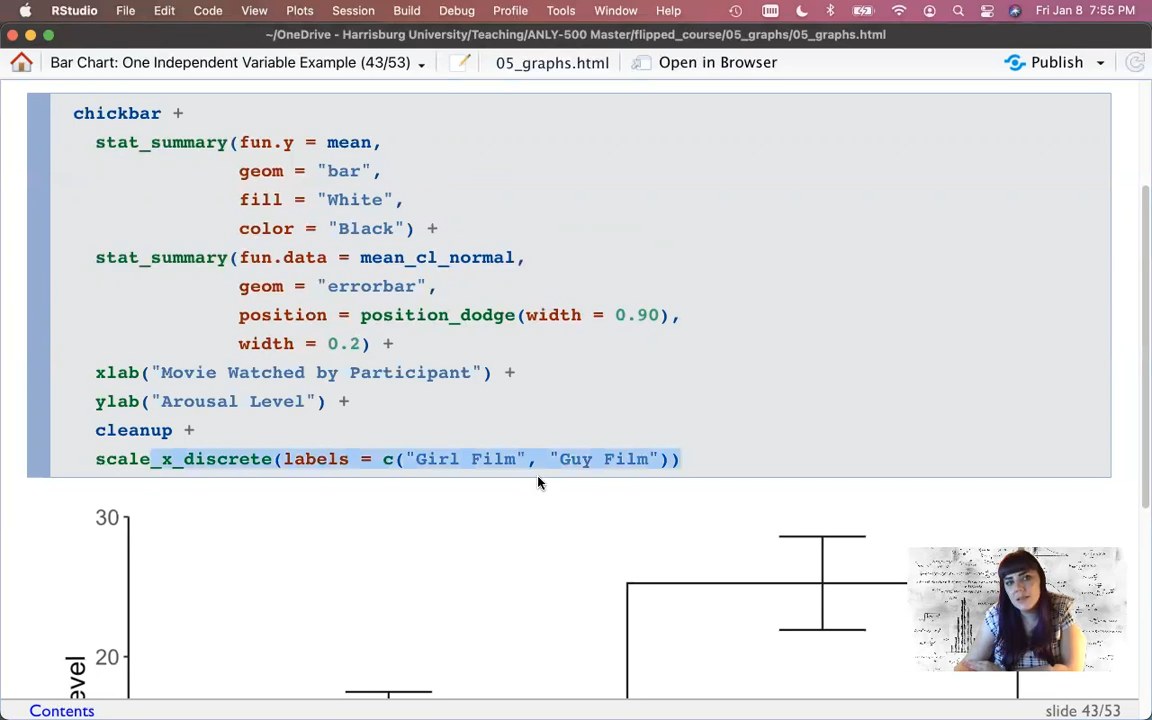 RStudio File Edit Code View Plots Session Build Debug Profile Tools Window Help Fri Jan 8 7:55 PM
~/OneDrive - Harrisburg University/Teaching/ANLY-500 Master/flipped_course/05_graphs/05_graphs.html
Bar Chart: One Independent Variable Example (43/53) 05_graphs.html Open in Browser Publish
chickbar +
stat_summary(fun.y = mean,
geom = "bar",
fill = "White",
color = "Black") +
stat_summary(fun.data = mean_cl_normal,
geom = "errorbar",
position = position_dodge(width = 0.90),
width = 0.2) +
xlab("Movie Watched by Participant") +
ylab("Arousal Level") +
cleanup +
scale_x_discrete(labels = c("Girl Film", "Guy Film"))
30
20
evel
Contents slide 43/53